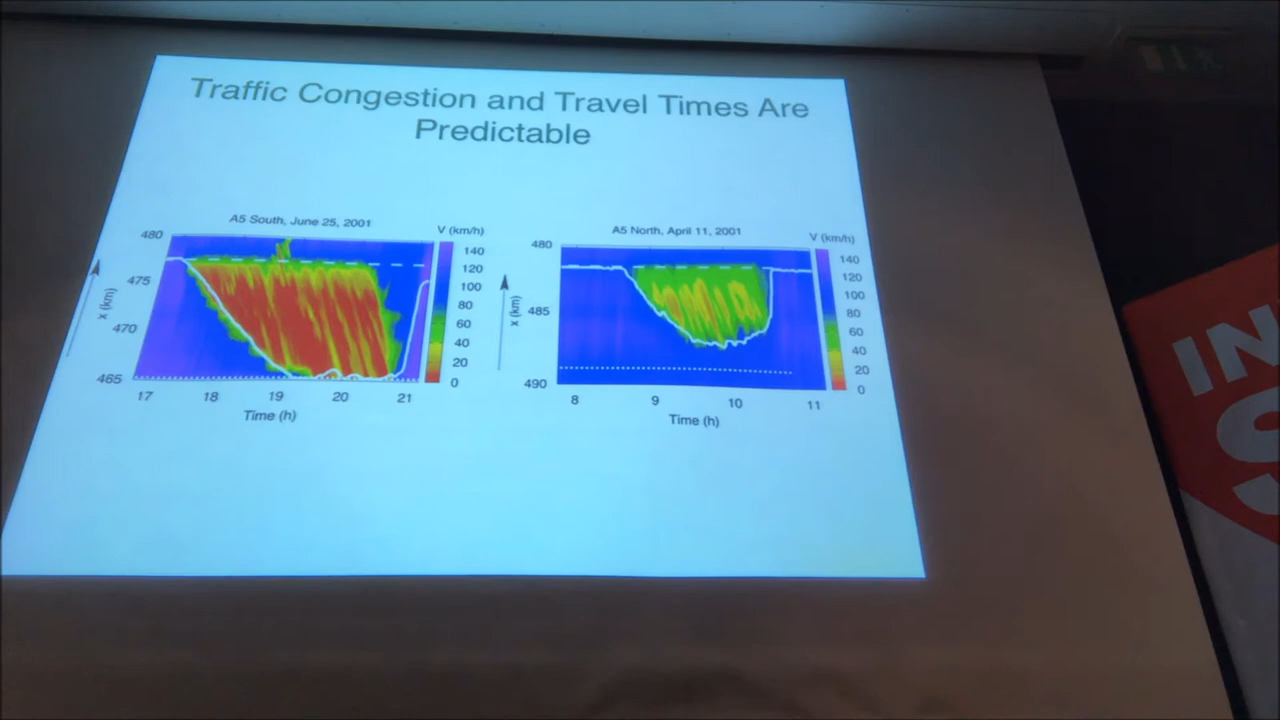 Traffic Congestion and Travel Times Are
Predictable
A5 South, June 25, 2001
V (km/h)
480
475
470
465
x (km)
17 18 19 20 21
Time (h)
140
120
100
80
60
40
20
0
A5 North, April 11, 2001
V (km/h)
480
485
490
x (km)
8 9 10 11
Time (h)
140
120
100
80
60
40
20
0
IN
S